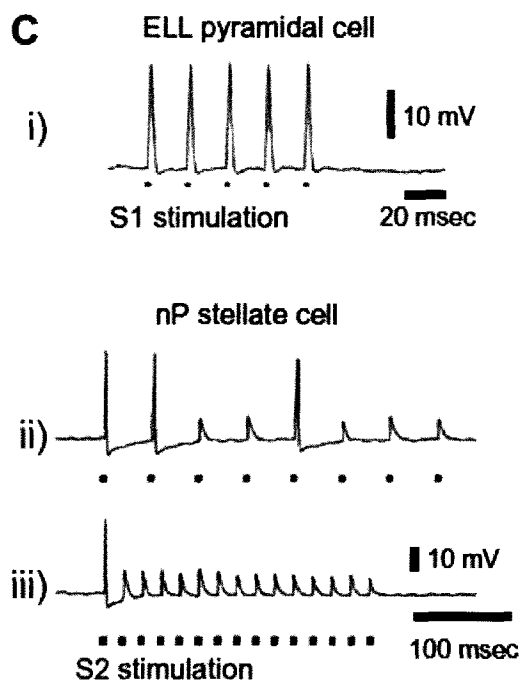 C
ELL pyramidal cell
i)
10 mV
S1 stimulation
20 msec
nP stellate cell
ii)
iii)
10 mV
100 msec
S2 stimulation